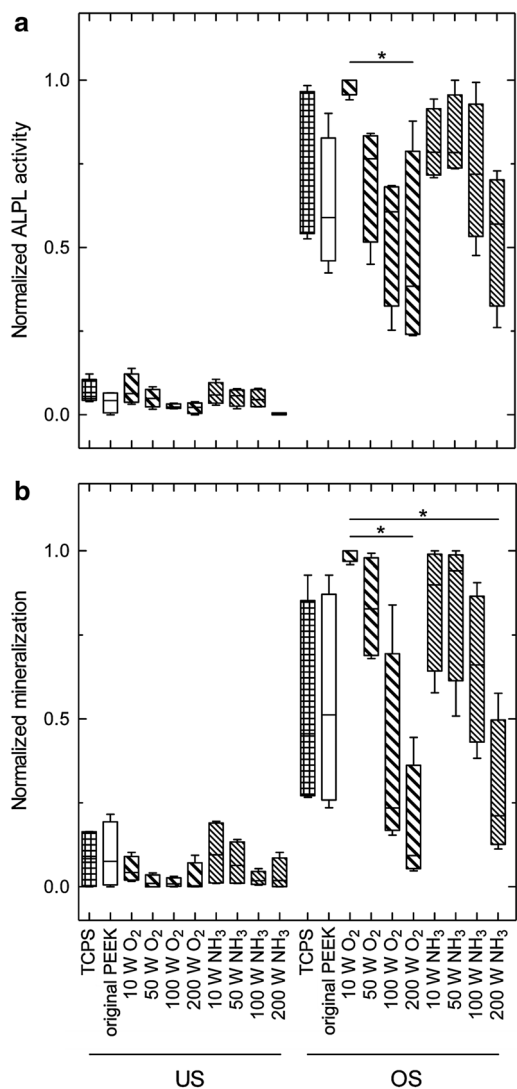 a
*
Normalized ALPL activity
1.0
0.5
0.0
b
*
*
Normalized mineralization
1.0
0.5
0.0
TCPS
original PEEK
10 W O₂
50 W O₂
100 W O₂
200 W O₂
10 W NH₃
50 W NH₃
100 W NH₃
200 W NH₃
TCPS
original PEEK
10 W O₂
50 W O₂
100 W O₂
200 W O₂
10 W NH₃
50 W NH₃
100 W NH₃
200 W NH₃
US
OS